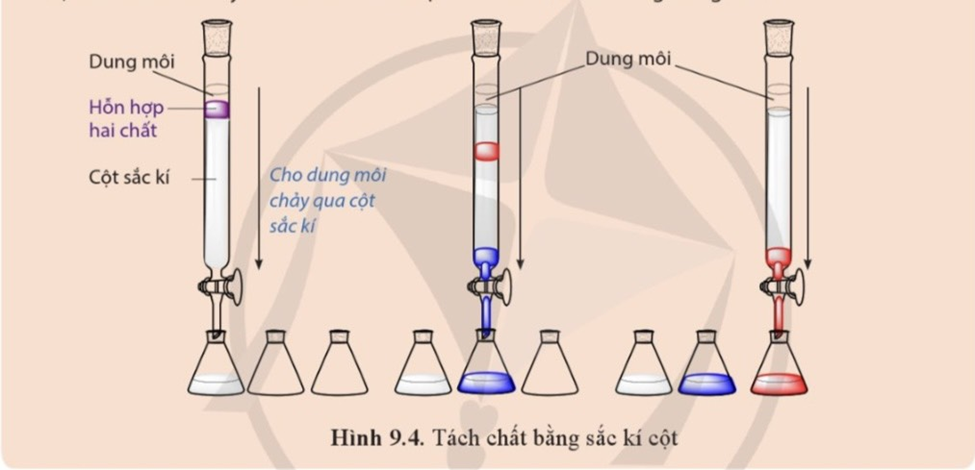 Dung môi
Hỗn hợp
hai chất
Cột sắc kí
Cho dung môi
chảy qua cột
sắc kí
Dung môi
Hình 9.4. Tách chất bằng sắc kí cột